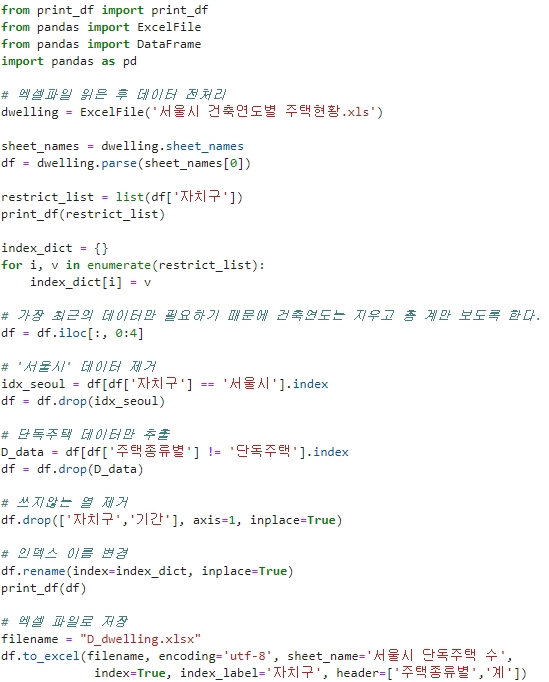 from print_df import print_df
from pandas import ExcelFile
from pandas import DataFrame
import pandas as pd

# 엑셀파일 읽은 후 데이터 전처리
dwelling = ExcelFile('서울시 건축연도별 주택현황.xls')

sheet_names = dwelling.sheet_names
df = dwelling.parse(sheet_names[0])

restrict_list = list(df['자치구'])
print_df(restrict_list)

index_dict = {}
for i, v in enumerate(restrict_list):
    index_dict[i] = v

# 가장 최근의 데이터만 필요하기 때문에 건축연도는 지우고 총 계만 보도록 한다.
df = df.iloc[:, 0:4]

# '서울시' 데이터 제거
idx_seoul = df[df['자치구'] == '서울시'].index
df = df.drop(idx_seoul)

# 단독주택 데이터만 추출
D_data = df[df['주택종류별'] != '단독주택'].index
df = df.drop(D_data)

# 쓰지않는 열 제거
df.drop(['자치구','기간'], axis=1, inplace=True)

# 인덱스 이름 변경
df.rename(index=index_dict, inplace=True)
print_df(df)

# 엑셀 파일로 저장
filename = "D_dwelling.xlsx"
df.to_excel(filename, encoding='utf-8', sheet_name='서울시 단독주택 수',
            index=True, index_label='자치구', header=['주택종류별','계'])